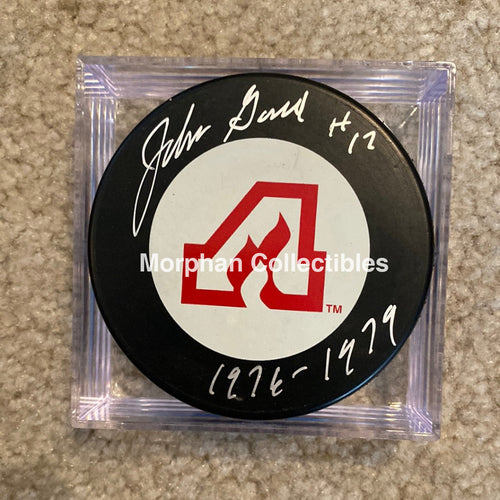 John Gould #12
Morphan Collectibles
TM
1976-1979